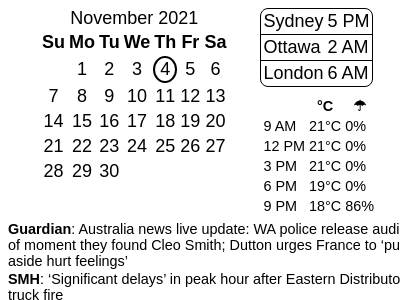 November 2021
Su Mo Tu We Th Fr Sa
1 2 3 4 5 6
7 8 9 10 11 12 13
14 15 16 17 18 19 20
21 22 23 24 25 26 27
28 29 30
Sydney 5 PM
Ottawa 2 AM
London 6 AM
°C ☂
9 AM 21°C 0%
12 PM 21°C 0%
3 PM 21°C 0%
6 PM 19°C 0%
9 PM 18°C 86%
Guardian: Australia news live update: WA police release audi
of moment they found Cleo Smith; Dutton urges France to ‘pu
aside hurt feelings’
SMH: ‘Significant delays’ in peak hour after Eastern Distributo
truck fire